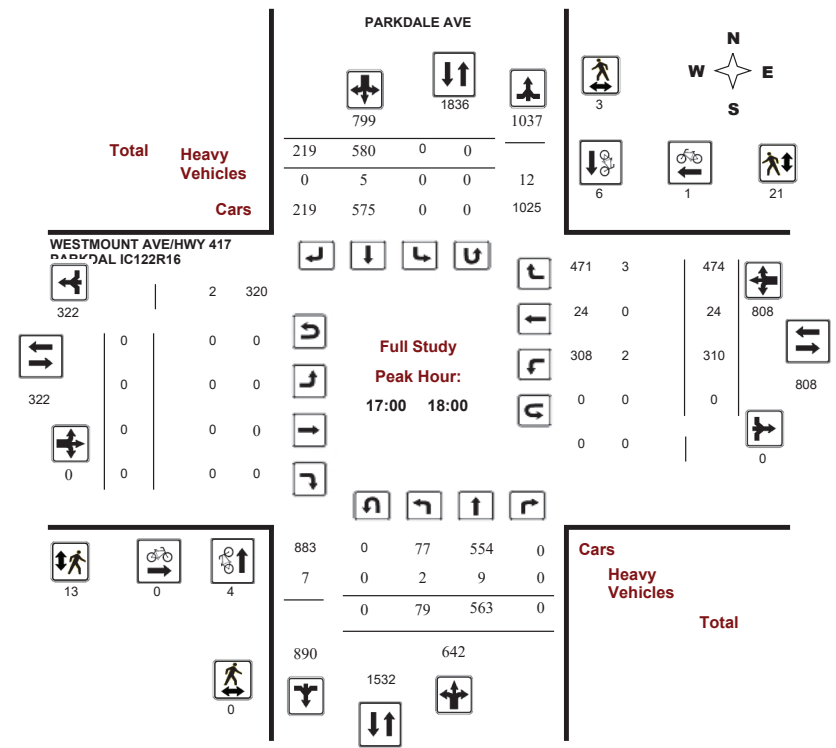 PARKDALE AVE
N
W E
S
3
1836
799 1037
Total Heavy
Vehicles
Cars
219 580 0 0
0 5 0 0 12
219 575 0 0 1025
6 1 21
WESTMOUNT AVE/HWY 417
PARKDAL IC122R16
322
2 320
0 0 0
322
0 0 0
0 0 0
0
0 0 0
Full Study
Peak Hour:
17:00 18:00
471 3 474
24 0 24 808
308 2 310
808
0 0 0
0 0
0
13 0 4
0
883 0 77 554 0
7 0 2 9 0
0 79 563 0
890 642
1532
Cars
Heavy
Vehicles
Total